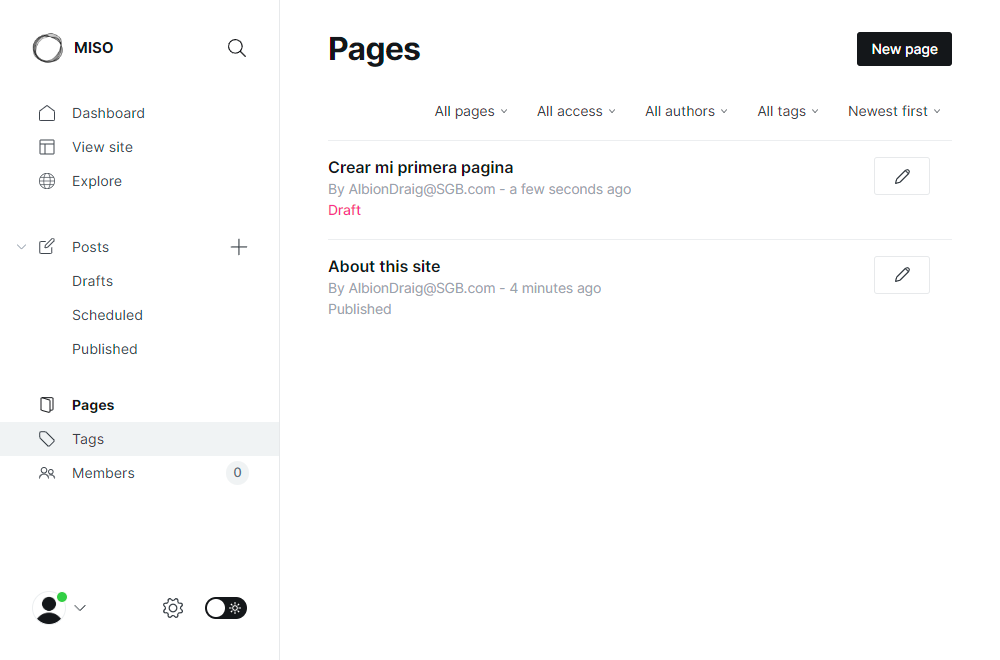 MISO
Dashboard
View site
Explore
Posts
Drafts
Scheduled
Published
Pages
Tags
Members 0
Pages
New page
All pages All access All authors All tags Newest first
Crear mi primera pagina
By AlbionDraig@SGB.com - a few seconds ago
Draft
About this site
By AlbionDraig@SGB.com - 4 minutes ago
Published